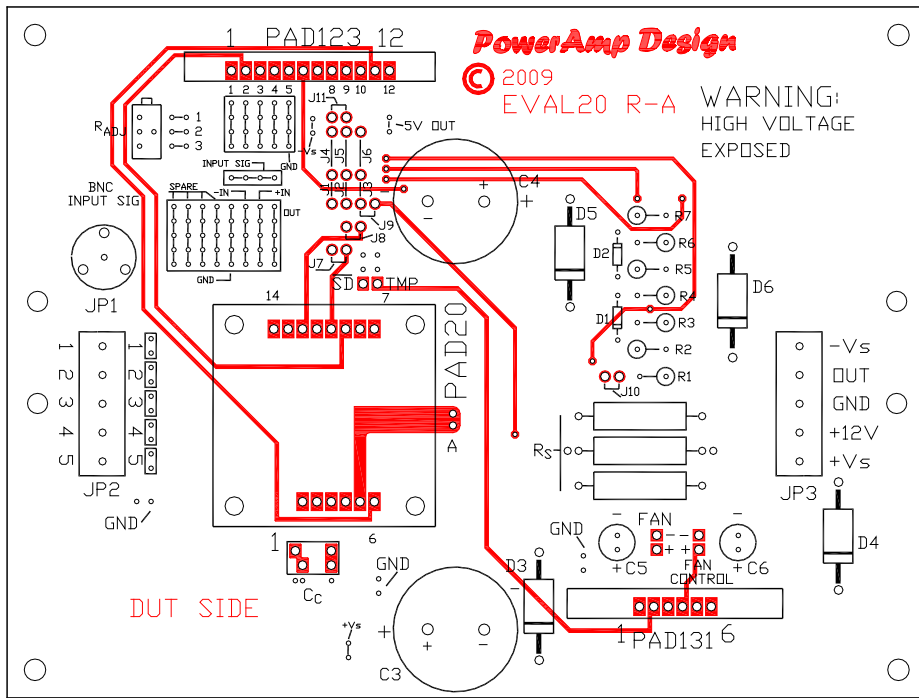 1 PAD123 12
PowerAmp Design
© 2009
EVAL20 R-A
WARNING:
HIGH VOLTAGE
EXPOSED
1 2 3 4 5
J11
8 9 10 12
RADJ
1
2
3
-Vs
5V OUT
GND
J4 J5 J6
INPUT SIG
J1 J2 J3
C4
- +
+
BNC
INPUT SIG
SPARE -IN +IN
OUT
GND
J9
J8
J7
SD TMP
JP1
D5
D2
D1
R7
R6
R5
R4
R3
R2
R1
J10
D6
14 7
PAD20
A
1 6
1 1
2 2
3 3
4 4
5 5
JP2
GND
Rs
-Vs
OUT
GND
+12V
+Vs
JP3
D4
Cc
GND
DUT SIDE
+Vs
+
+ -
C3
D3
-
GND
- FAN -
- -
+ +
+C5 +C6
FAN
CONTROL
1 PAD131 6